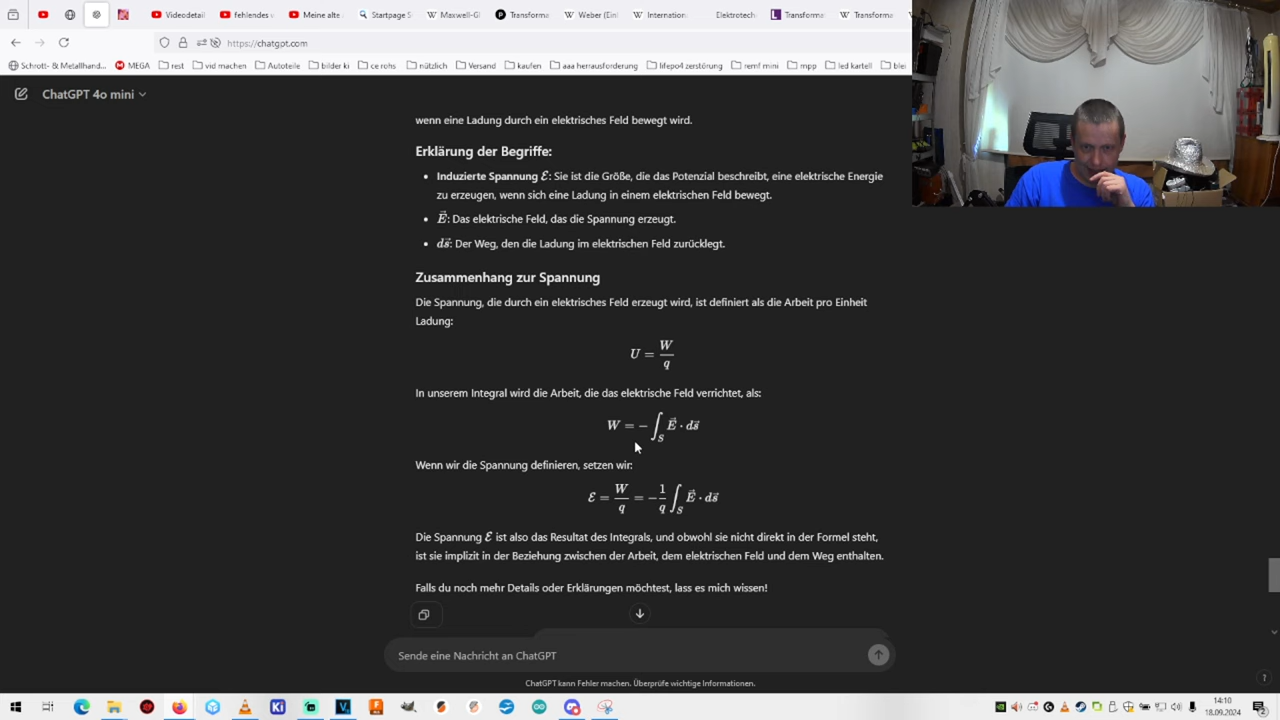 Videodetail
fehlendes v
Meine alte
Startpage S
Maxwell-Gl
Transforma
Weber (Ein
Internation
Elektrotech
Transformat
Transforma
https://chatgpt.com
Schrott- & Metallhand...
MEGA
rest
vid machen
Autoteile
bilder ki
ce rohs
nützlich
Versand
kaufen
aaa herrausforderung
lifepo4 zerstörung
remf mini
mpp
led kartell
blei
ChatGPT 4o mini
wenn eine Ladung durch ein elektrisches Feld bewegt wird.
Erklärung der Begriffe:
• Induzierte Spannung ℰ: Sie ist die Größe, die das Potenzial beschreibt, eine elektrische Energie
zu erzeugen, wenn sich eine Ladung in einem elektrischen Feld bewegt.
• E⃗: Das elektrische Feld, das die Spannung erzeugt.
• ds⃗: Der Weg, den die Ladung im elektrischen Feld zurücklegt.
Zusammenhang zur Spannung
Die Spannung, die durch ein elektrisches Feld erzeugt wird, ist definiert als die Arbeit pro Einheit
Ladung:
U = W/q
In unserem Integral wird die Arbeit, die das elektrische Feld verrichtet, als:
W = −∫_S E⃗ · ds⃗
Wenn wir die Spannung definieren, setzen wir:
ℰ = W/q = −1/q ∫_S E⃗ · ds⃗
Die Spannung ℰ ist also das Resultat des Integrals, und obwohl sie nicht direkt in der Formel steht,
ist sie implizit in der Beziehung zwischen der Arbeit, dem elektrischen Feld und dem Weg enthalten.
Falls du noch mehr Details oder Erklärungen möchtest, lass es mich wissen!
Sende eine Nachricht an ChatGPT
ChatGPT kann Fehler machen. Überprüfe wichtige Informationen.
?
Ki
14:10
18.09.2024
2